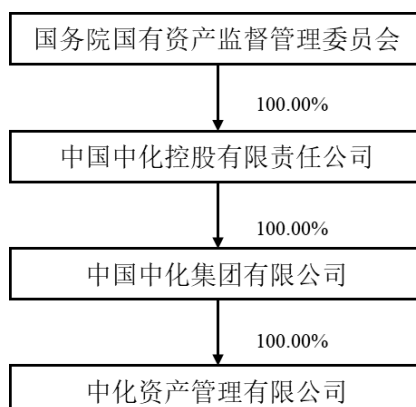 国务院国有资产监督管理委员会
100.00%
中国中化控股有限责任公司
100.00%
中国中化集团有限公司
100.00%
中化资产管理有限公司